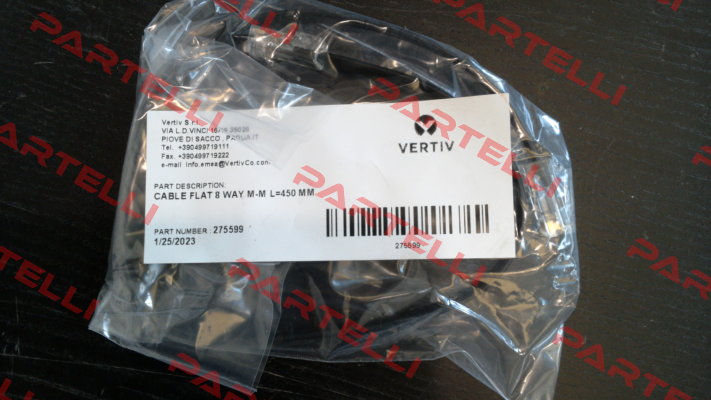 Vertiv S.r.l.
VIA L.D.VINCI 16/18 35028
PIOVE DI SACCO , PADUA IT
Tel. +390499719111
Fax. +390499719222
e-mail info.emea@VertivCo.com
VERTIV
PART DESCRIPTION:
CABLE FLAT 8 WAY M-M L=450 MM
PART NUMBER : 275599
1/25/2023
275599
PARTELLI
PARTELLI
PARTELLI
PARTELLI
PARTELLI
PARTELLI
PARTELLI